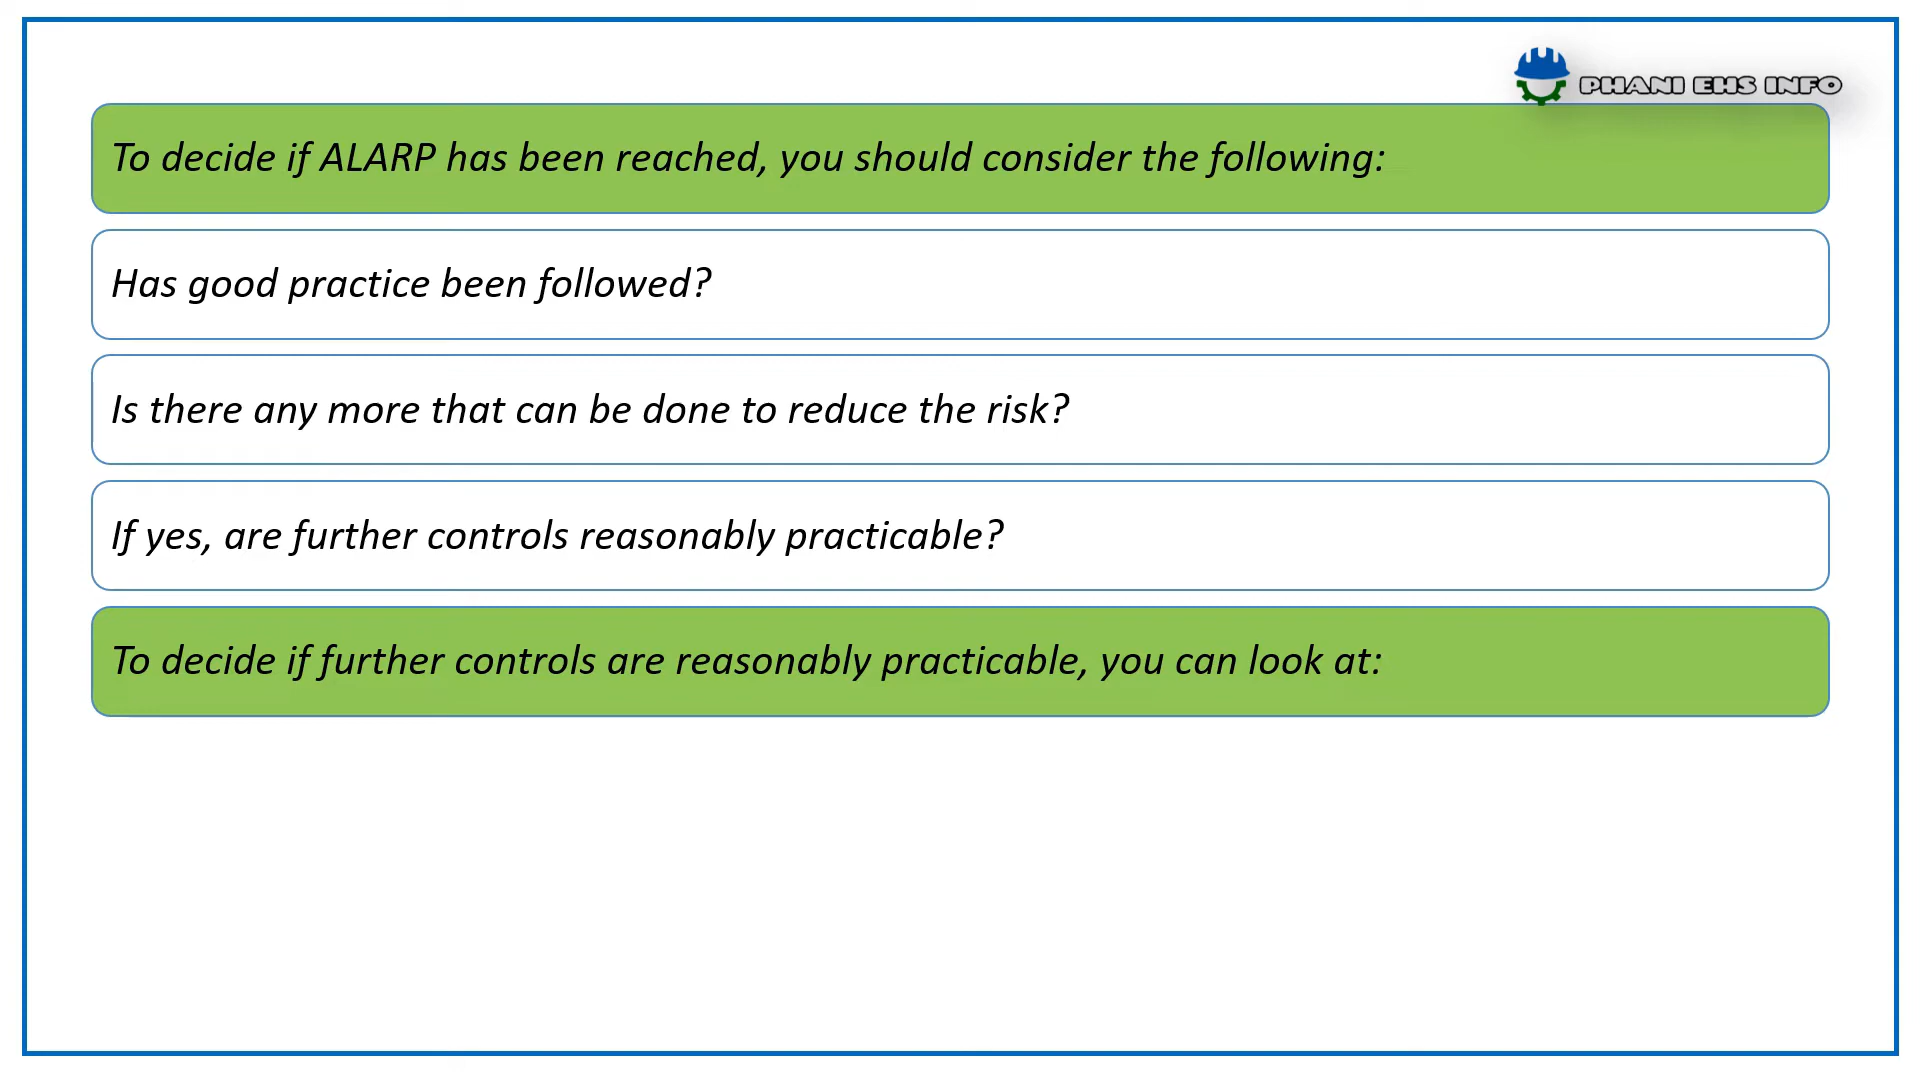 PHANI EHS INFO
To decide if ALARP has been reached, you should consider the following:
Has good practice been followed?
Is there any more that can be done to reduce the risk?
If yes, are further controls reasonably practicable?
To decide if further controls are reasonably practicable, you can look at: